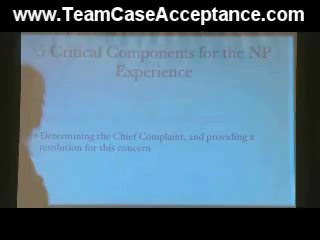 www.TeamCaseAcceptance.com
Critical Components for the NP
Experience
Determining the Chief Complaint, and providing a
resolution for this concern